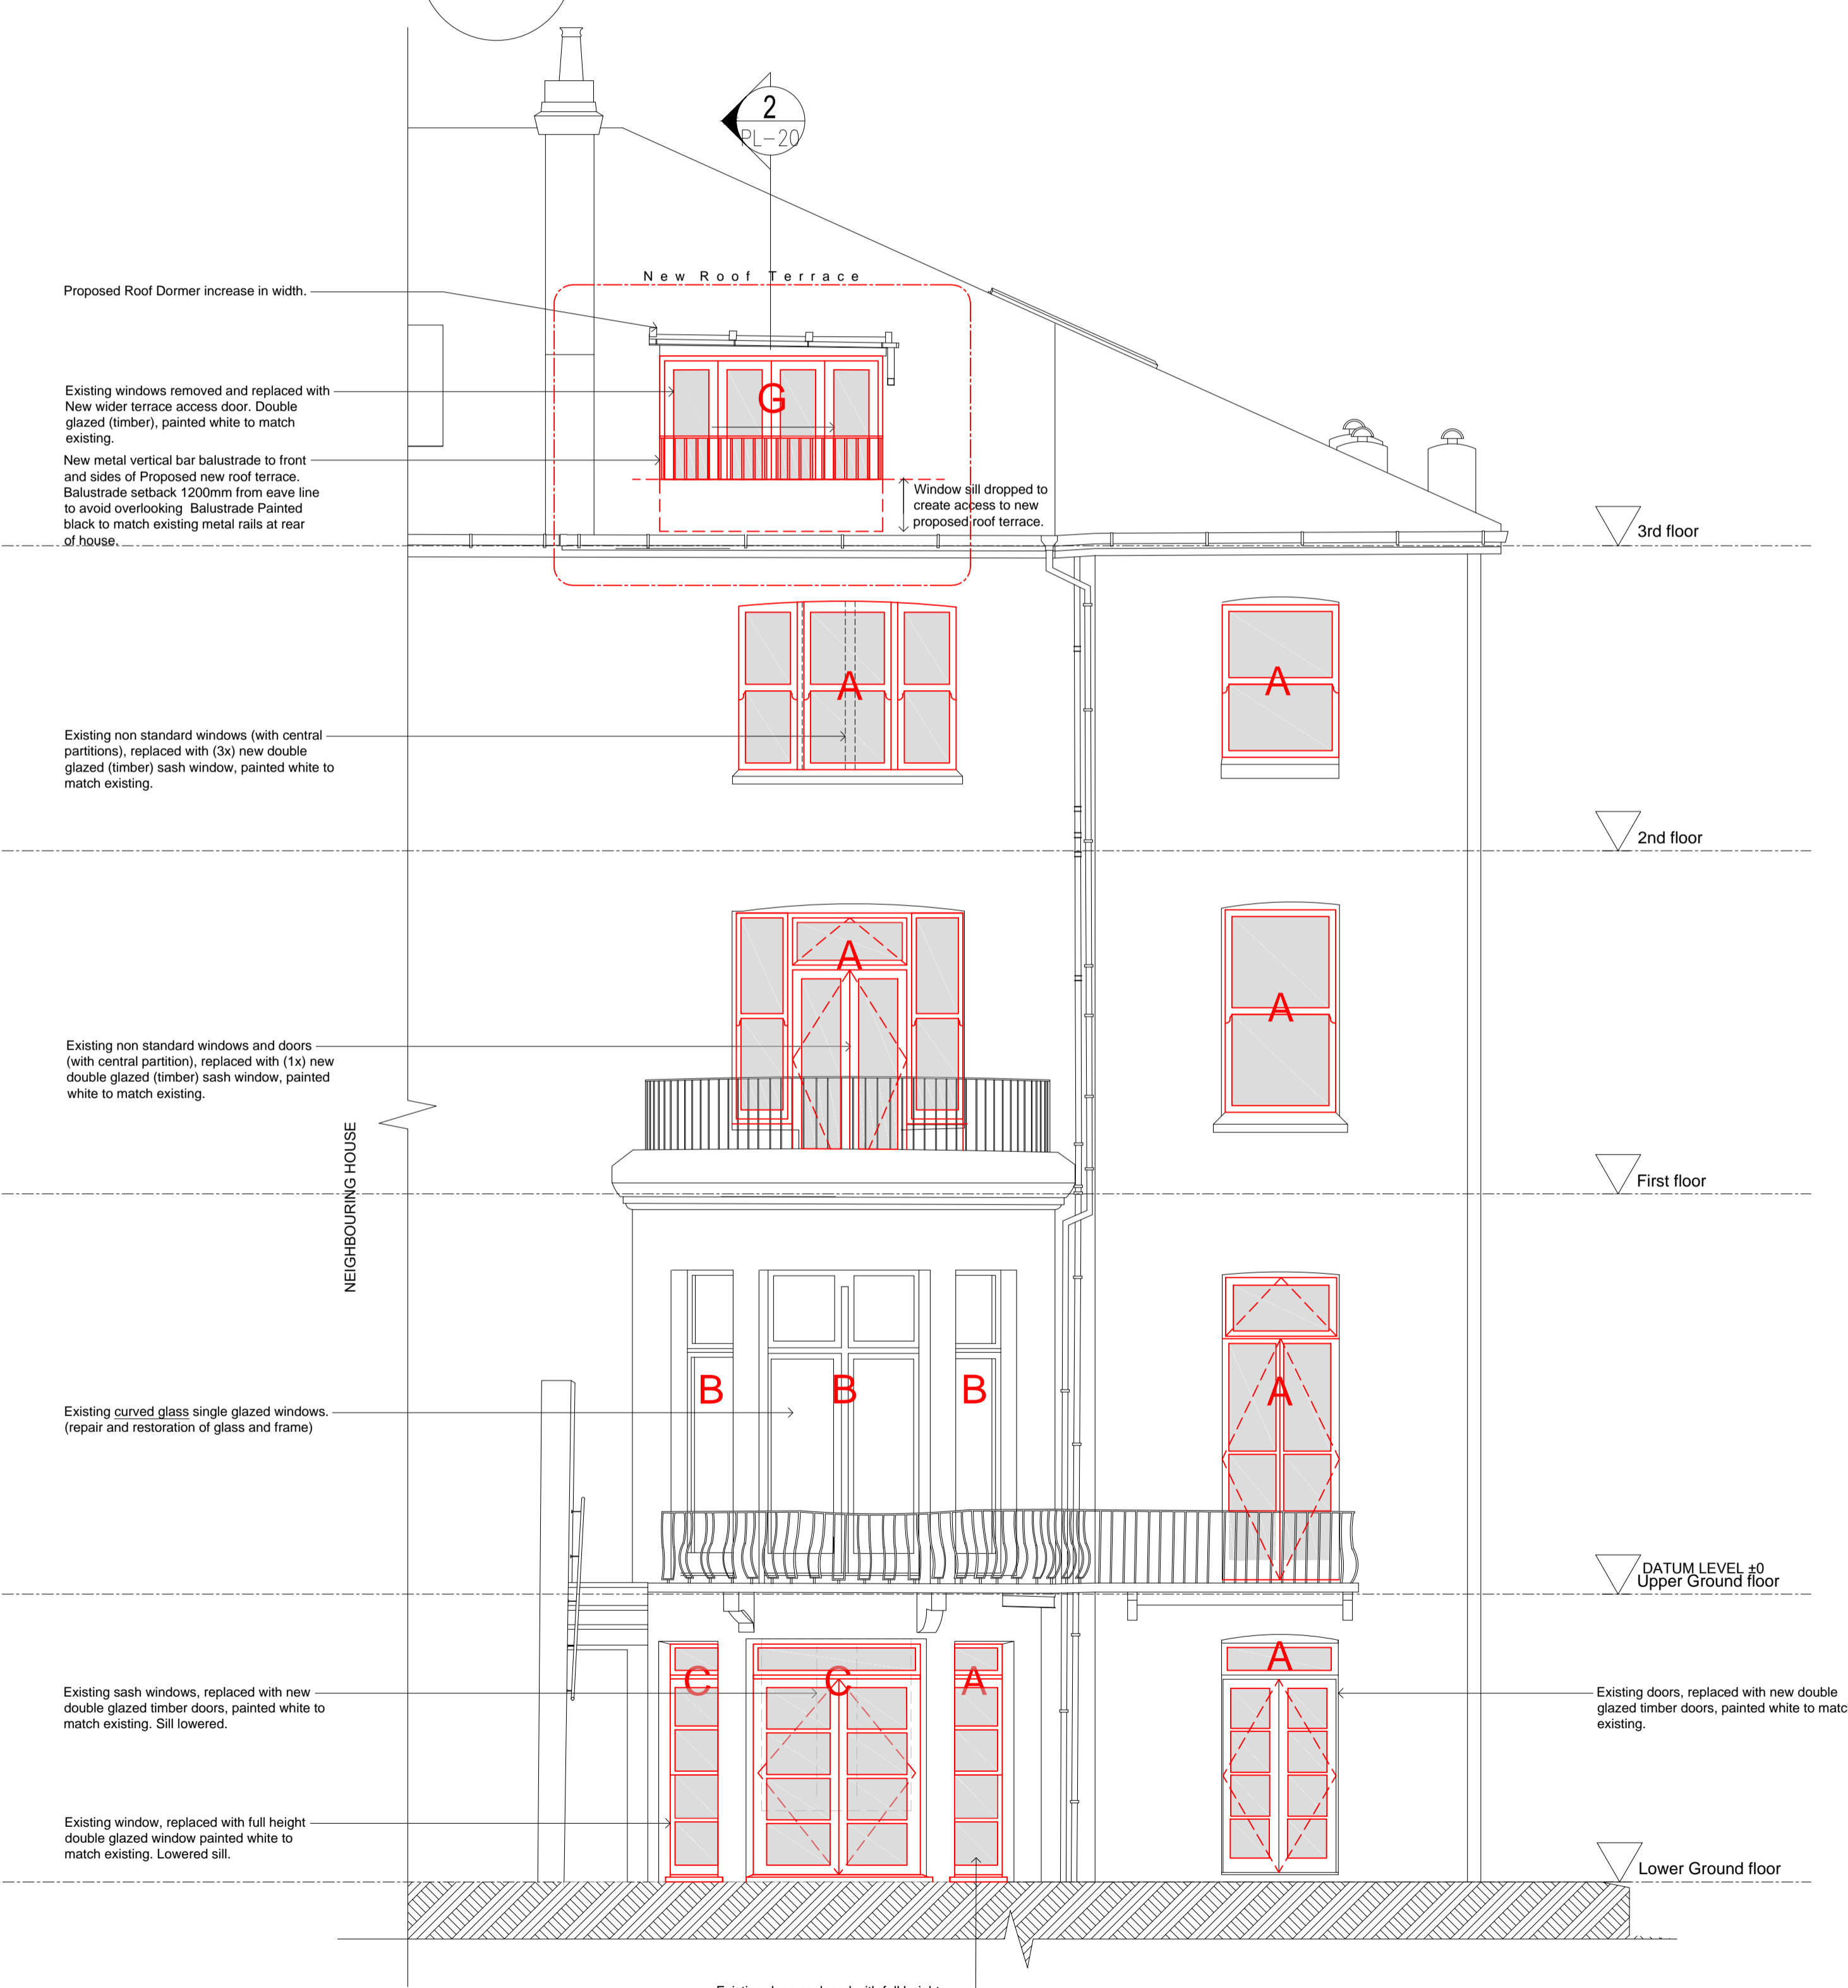 2
PL-20
New Roof Terrace
Proposed Roof Dormer increase in width.
Existing windows removed and replaced with
New wider terrace access door. Double
glazed (timber), painted white to match
existing.
G
New metal vertical bar balustrade to front
and sides of Proposed new roof terrace.
Balustrade setback 1200mm from eave line
to avoid overlooking Balustrade Painted
black to match existing metal rails at rear
of house.
Window sill dropped to
create access to new
proposed roof terrace.
3rd floor
A
A
Existing non standard windows (with central
partitions), replaced with (3x) new double
glazed (timber) sash window, painted white to
match existing.
2nd floor
A
A
Existing non standard windows and doors
(with central partition), replaced with (1x) new
double glazed (timber) sash window, painted
white to match existing.
NEIGHBOURING HOUSE
First floor
B
B
B
A
Existing curved glass single glazed windows.
(repair and restoration of glass and frame)
DATUM LEVEL ±0
Upper Ground floor
C
C
A
A
Existing sash windows, replaced with new
double glazed timber doors, painted white to
match existing. Sill lowered.
Existing doors, replaced with new double
glazed timber doors, painted white to matc
existing.
Existing window, replaced with full height
double glazed window painted white to
match existing. Lowered sill.
Lower Ground floor